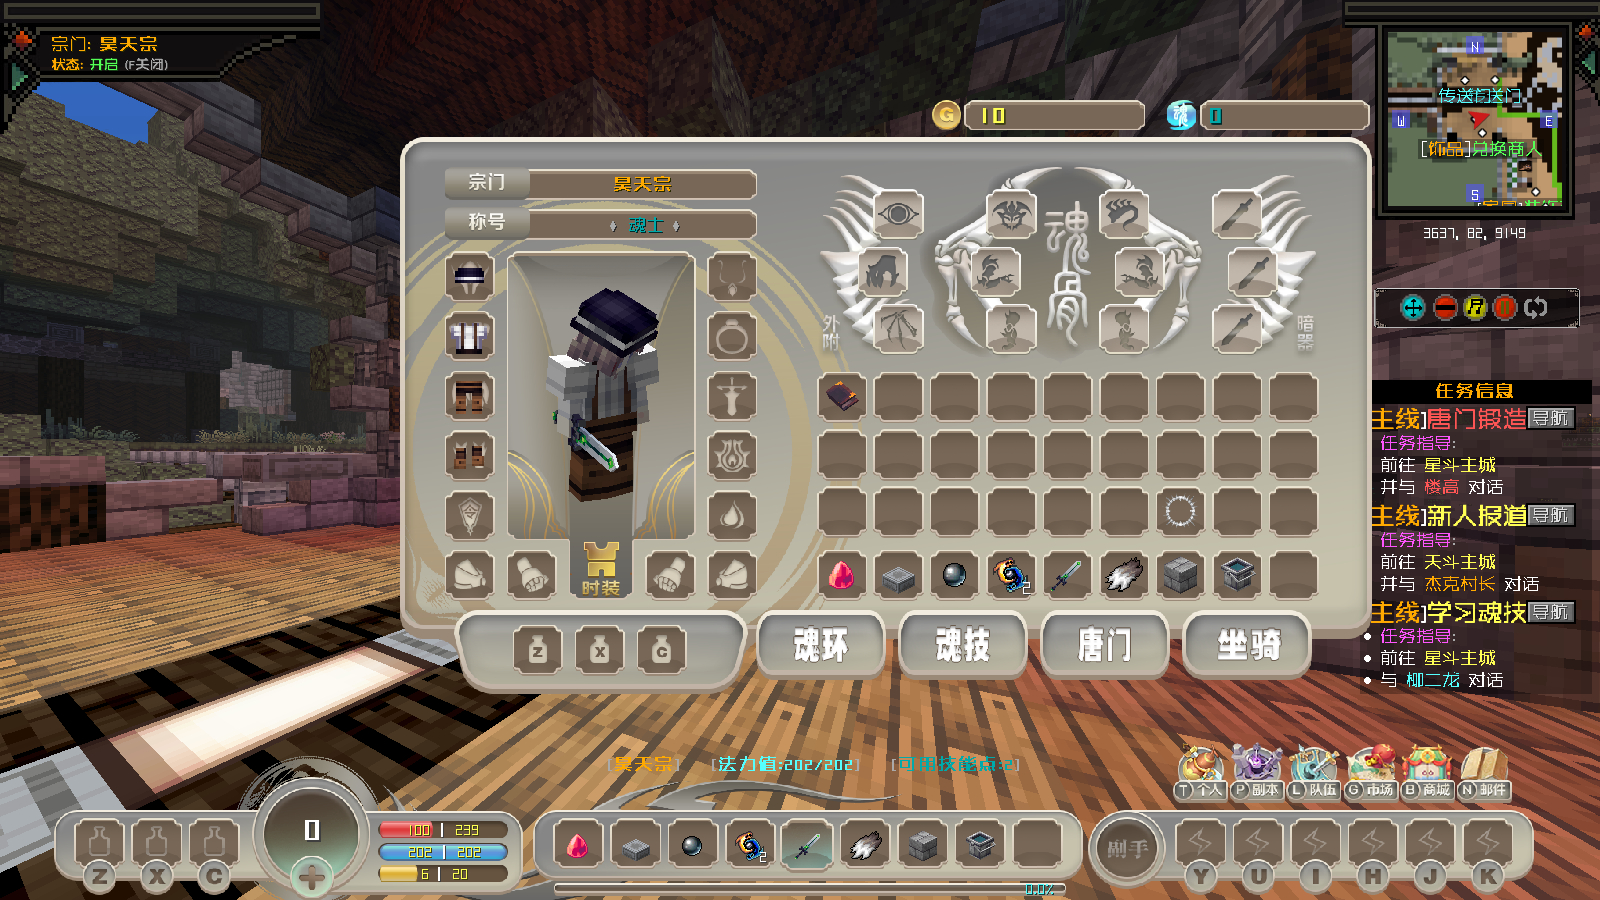 宗门: 昊天宗
状态: 开启 (F关闭)
G 10
0
N
传送阀关门
W
E
[饰品]兑换商人
S
3637, 82, 9149
宗门
昊天宗
称号
魂士
魂骨
外附
暗器
时装
2
Z
X
C
魂环
魂技
唐门
坐骑
任务信息
主线]唐门锻造 导航
任务指导:
前往 星斗主城
并与 楼高 对话
主线]新人报道 导航
任务指导:
前往 天斗主城
并与 杰克村长 对话
主线]学习魂技 导航
任务指导:
前往 星斗主城
与 柳二龙 对话
[昊天宗] [法力值:202/202] [可用技能点:2]
T 个人
P 副本
L 队伍
G 市场
B 商城
N 邮件
Z
X
C
0
100 | 239
202 | 202
6 | 20
2
0.0%
副手
Y
U
I
H
J
K